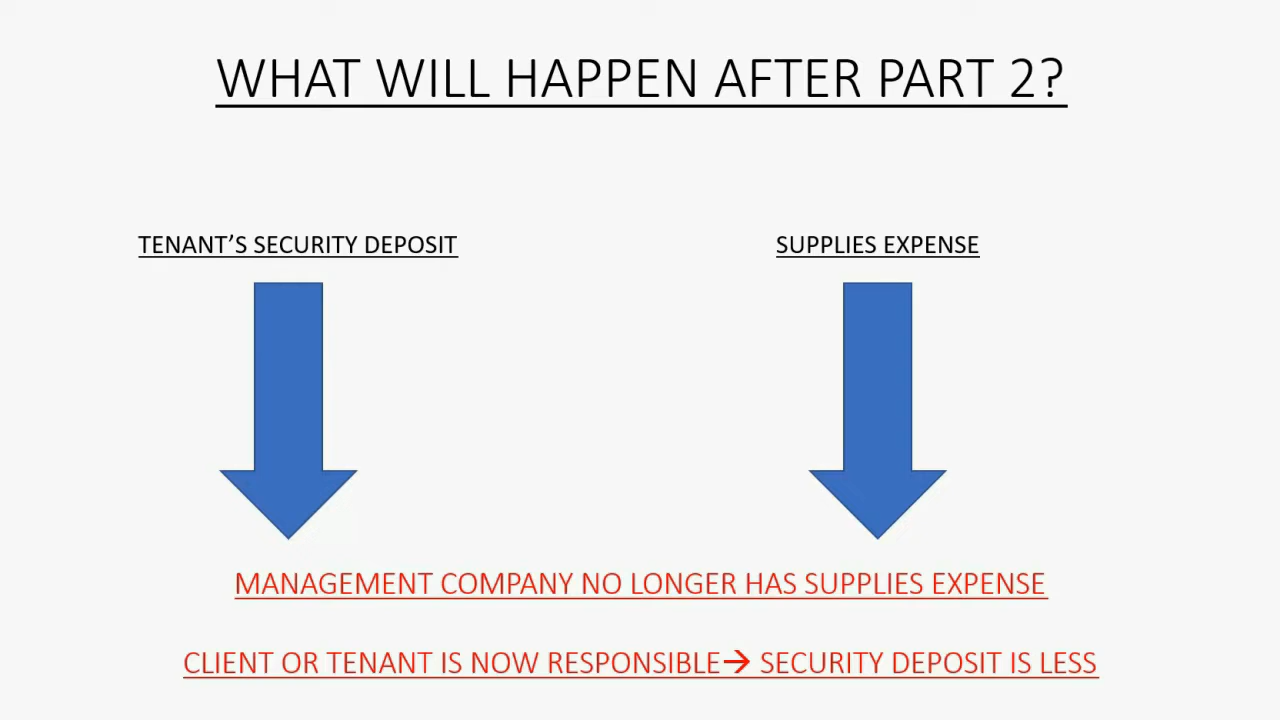 WHAT WILL HAPPEN AFTER PART 2?
TENANT’S SECURITY DEPOSIT
SUPPLIES EXPENSE
MANAGEMENT COMPANY NO LONGER HAS SUPPLIES EXPENSE
CLIENT OR TENANT IS NOW RESPONSIBLE→ SECURITY DEPOSIT IS LESS